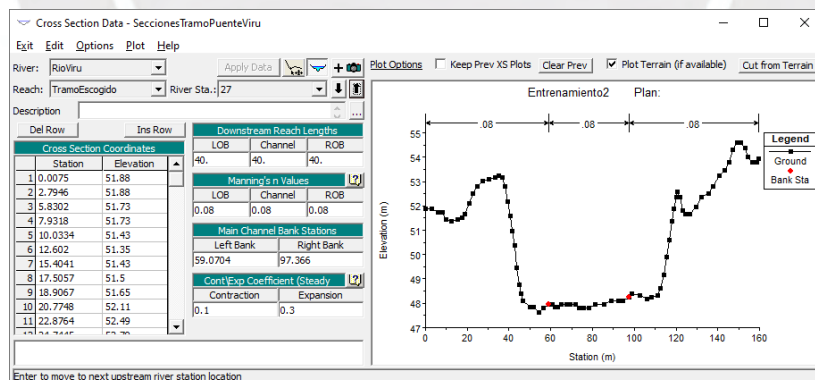 Cross Section Data - SeccionesTramoPuenteViru
Exit Edit Options Plot Help
River: RioViru Apply Data
Reach: TramoEscogido River Sta.: 27
Description ...
Del Row Ins Row
Cross Section Coordinates
Station Elevation
1 0.0075 51.88
2 2.7946 51.88
3 5.8302 51.73
4 7.9318 51.73
5 10.0334 51.43
6 12.602 51.35
7 15.4041 51.43
8 17.5057 51.5
9 18.9067 51.65
10 20.7748 52.11
11 22.8764 52.49
Downstream Reach Lengths
LOB Channel ROB
40. 40. 40.
Manning's n Values
LOB Channel ROB
0.08 0.08 0.08
Main Channel Bank Stations
Left Bank Right Bank
59.0704 97.366
Cont\Exp Coefficient (Steady
Contraction Expansion
0.1 0.3
Plot Options Keep Prev XS Plots Clear Prev Plot Terrain (if available) Cut from Terrain
Entrenamiento2 Plan:
.08 .08 .08
Legend
Ground
Bank Sta
Elevation (m)
55
54
53
52
51
50
49
48
47
0 20 40 60 80 100 120 140 160
Station (m)
Enter to move to next upstream river station location